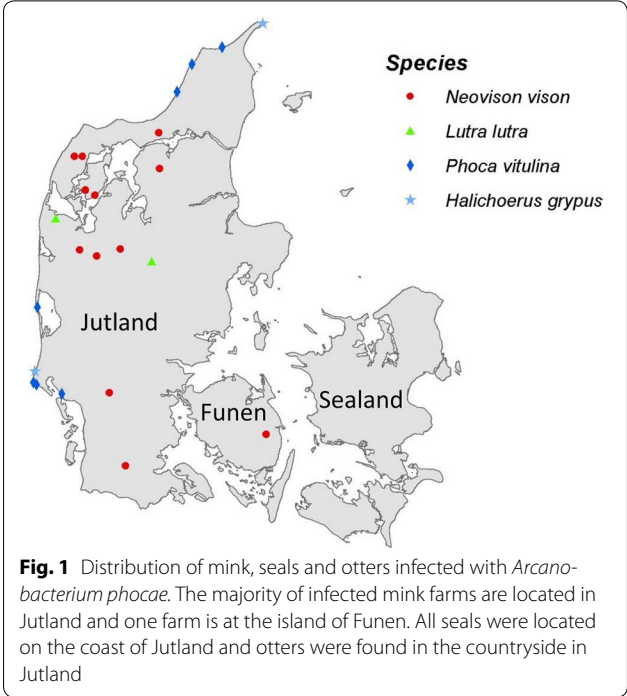 Species
Neovison vison
Lutra lutra
Phoca vitulina
Halichoerus grypus
Jutland
Funen
Sealand
Fig. 1 Distribution of mink, seals and otters infected with Arcano-
bacterium phocae. The majority of infected mink farms are located in
Jutland and one farm is at the island of Funen. All seals were located
on the coast of Jutland and otters were found in the countryside in
Jutland